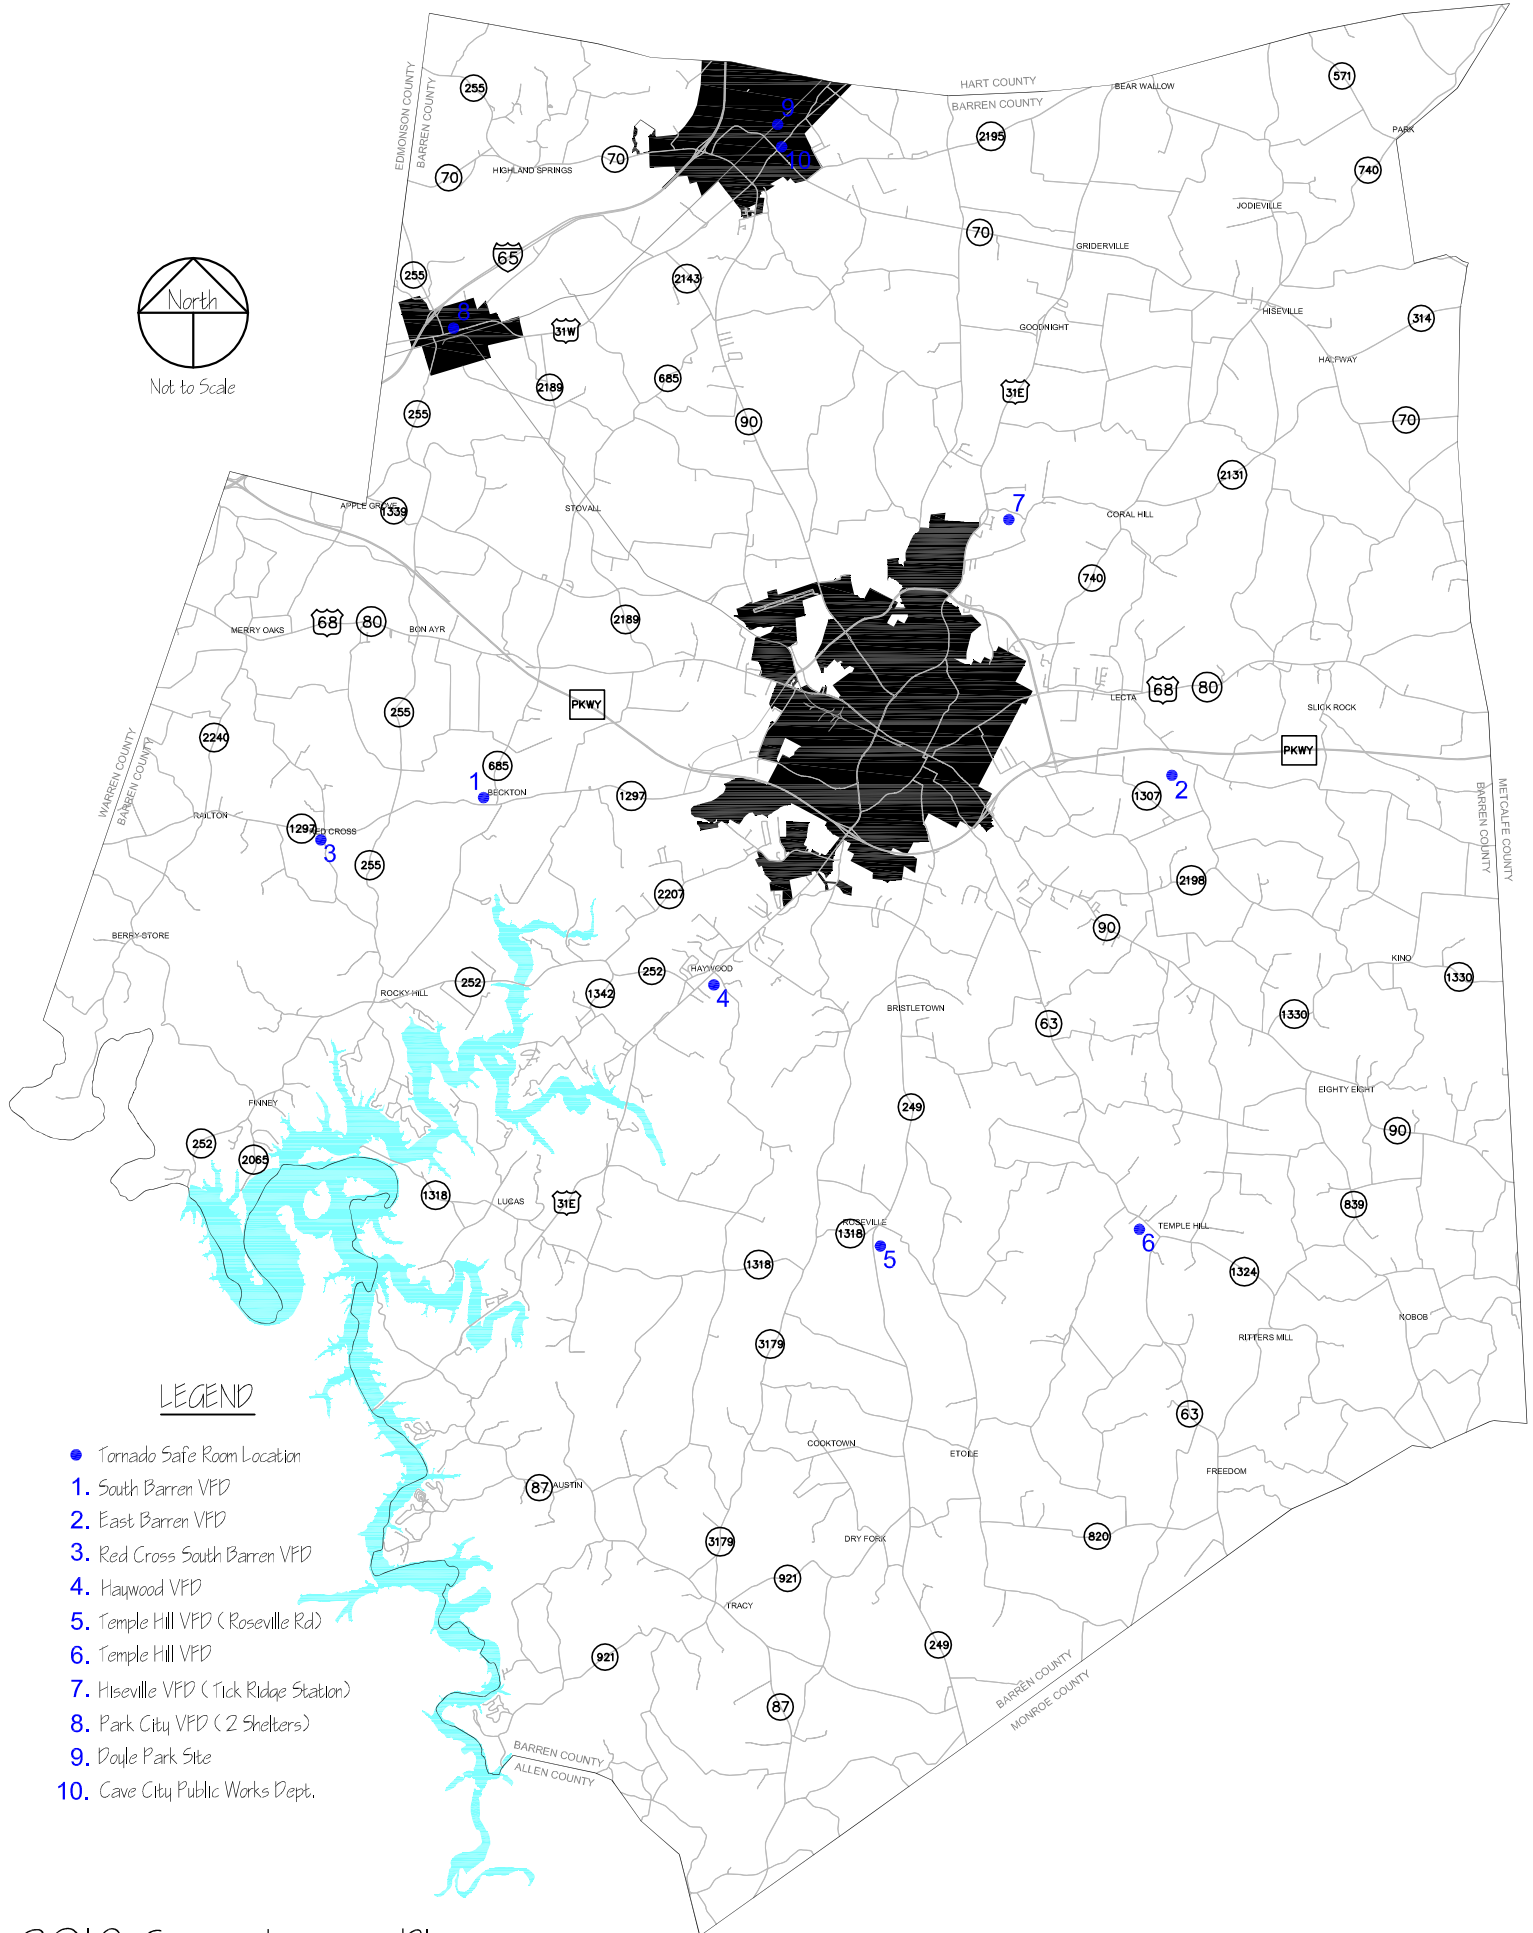 HART COUNTY
BARREN COUNTY
BEAR WALLOW
571
255
EDMONSON COUNTY
BARREN COUNTY
9
10
2195
PARK
70
HIGHLAND SPRINGS
70
740
JODIEVILLE
70
GRIDERVILLE
65
255
2143
North
8
31W
GOODNIGHT
HISEVILLE
314
HALFWAY
Not to Scale
2189
685
31E
255
90
70
2131
APPLE GROVE
1339
STOVALL
7
CORAL HILL
740
MERRY OAKS
68
80
BON AYR
2189
LECTA
68
80
SLICK ROCK
255
PKWY
2240
WARREN COUNTY
BARREN COUNTY
PKWY
685
1
BECKTON
1297
2
1307
METCALFE COUNTY
BARREN COUNTY
RAILTON
1297
RED CROSS
3
255
2207
2198
BERRY STORE
90
HAYWOOD
252
252
4
KINO
1330
ROCKY HILL
1342
BRISTLETOWN
63
1330
EIGHTY EIGHT
FINNEY
249
90
252
2065
1318
LUCAS
31E
839
ROSEVILLE
1318
5
TEMPLE HILL
6
1318
1324
NOBOB
RITTERS MILL
3179
LEGEND
63
COOKTOWN
ETOILE
FREEDOM
87
AUSTIN
3179
DRY FORK
820
921
TRACY
921
249
87
BARREN COUNTY
MONROE COUNTY
BARREN COUNTY
ALLEN COUNTY
Tornado Safe Room Location
1. South Barren VFD
2. East Barren VFD
3. Red Cross South Barren VFD
4. Haywood VFD
5. Temple Hill VFD (Roseville Rd)
6. Temple Hill VFD
7. Hiseville VFD (Tick Ridge Station)
8. Park City VFD (2 Shelters)
9. Doyle Park Site
10. Cave City Public Works Dept.